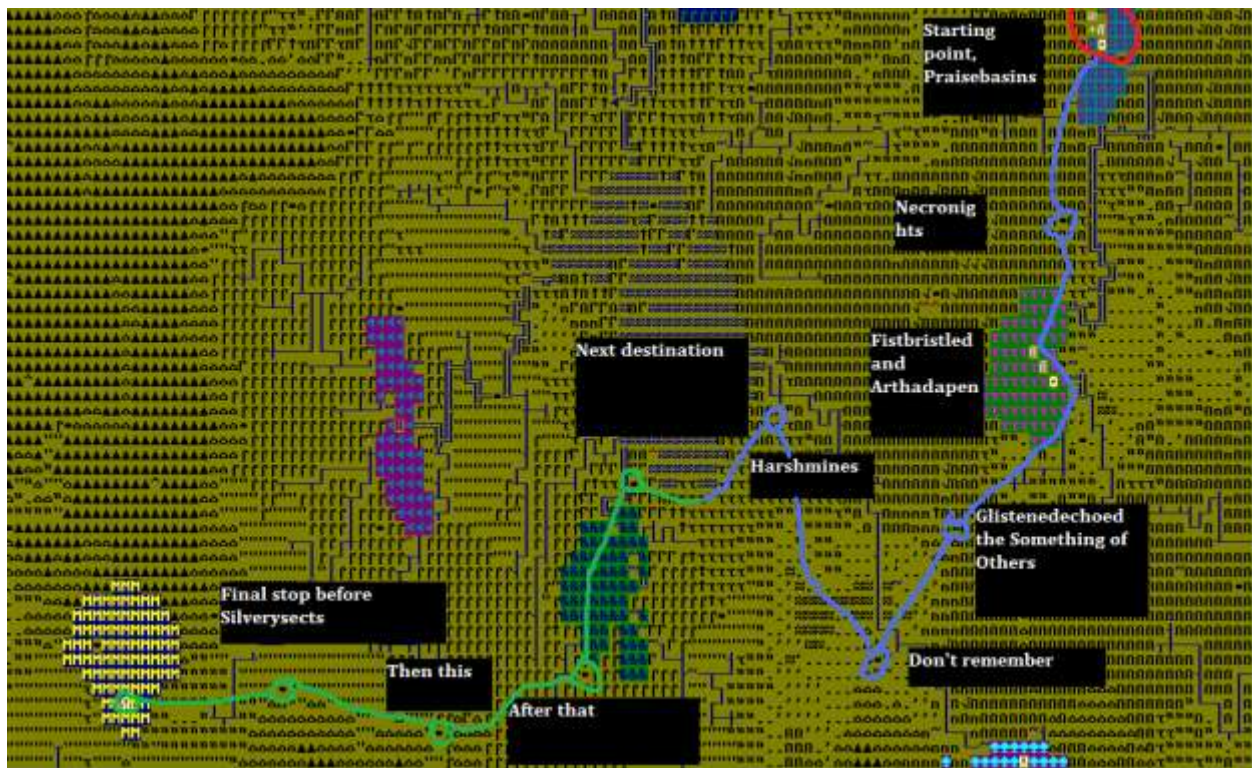 Starting
point,
Praisebasins
Necronig
hts
Fistbristled
and
Arthadapen
Next destination
Harshmines
Glistenedechoed
the Something of
Others
Final stop before
Silverysects
Then this
Don't remember
After that